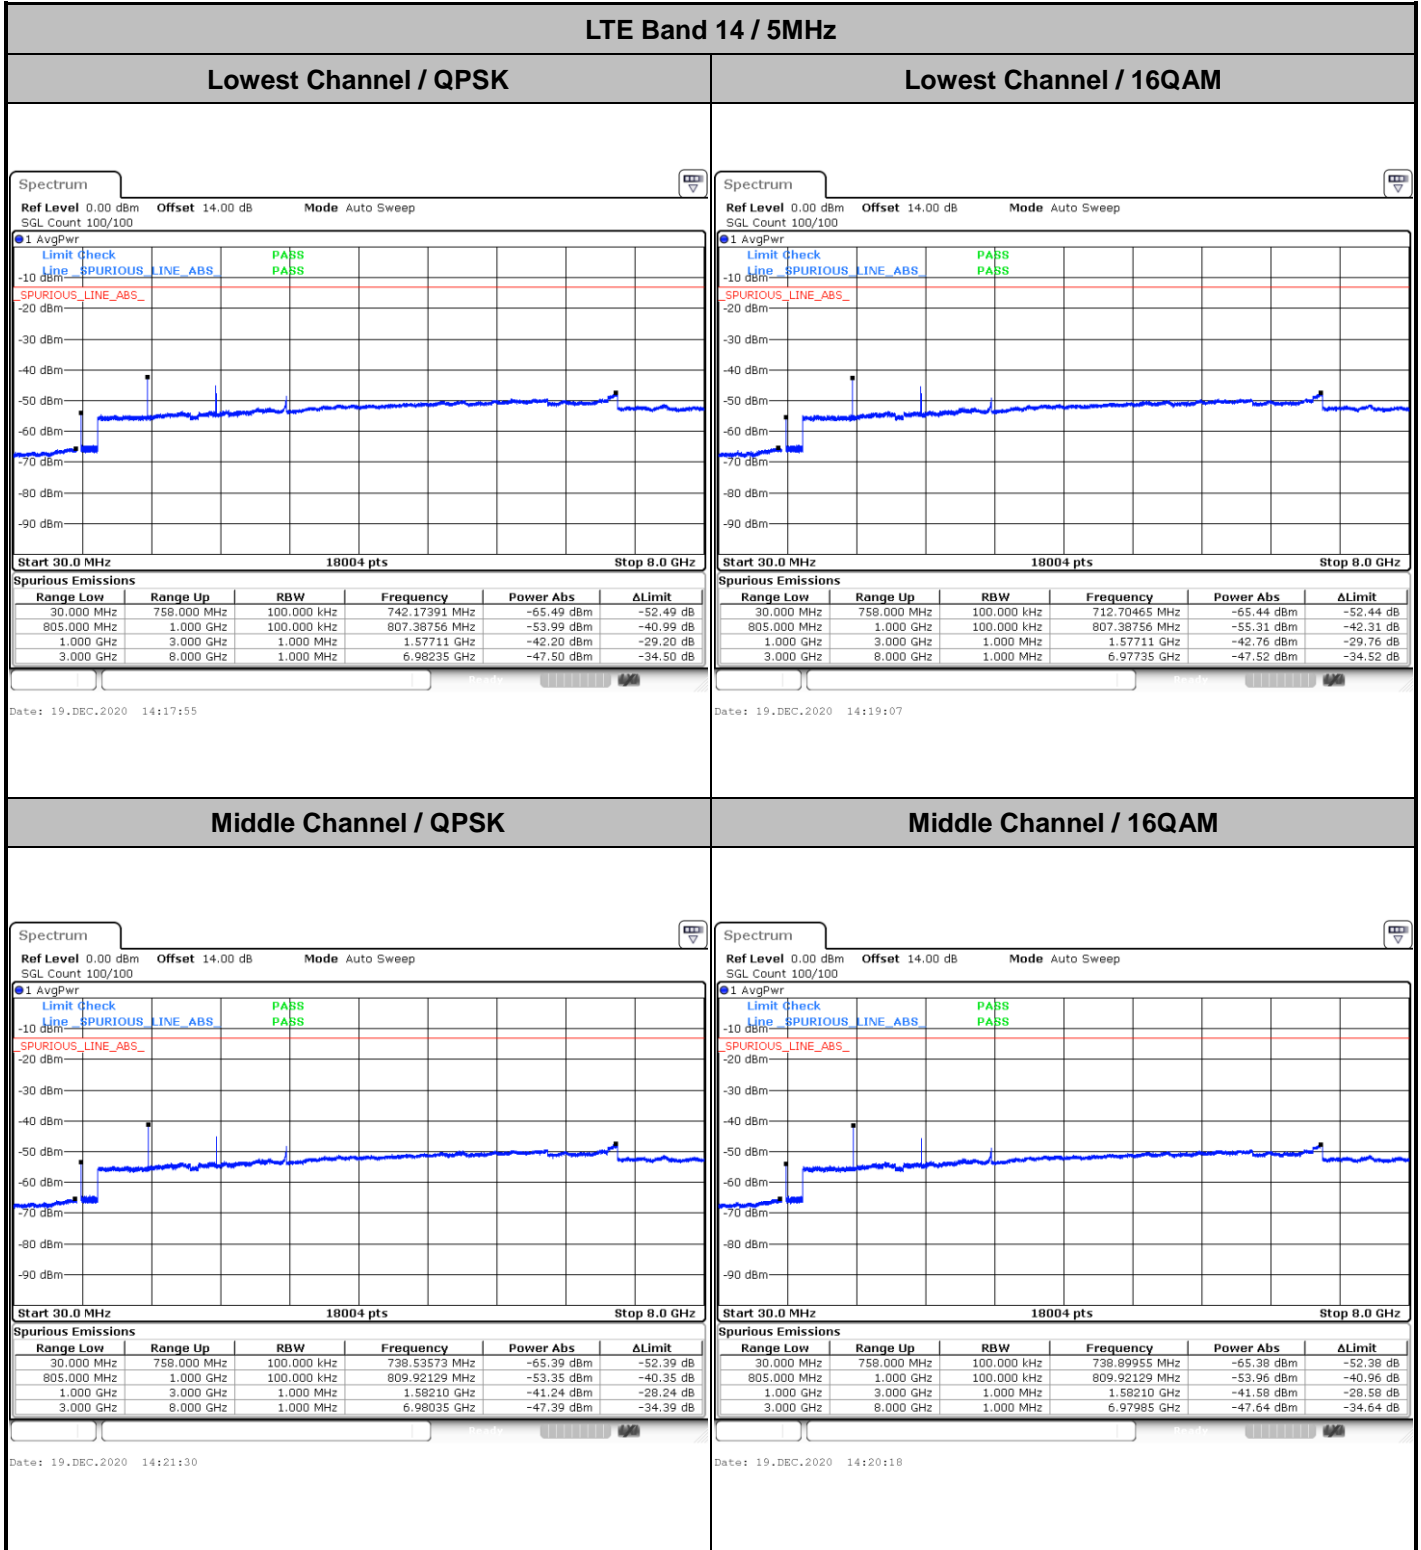 LTE Band 14 / 5MHz
Lowest Channel / QPSK
Lowest Channel / 16QAM
Spectrum
Ref Level 0.00 dBm Offset 14.00 dB Mode Auto Sweep
SGL Count 100/100
1 AvgPwr
Limit Check PASS
Line _SPURIOUS_LINE_ABS_ PASS
-10 dBm
_SPURIOUS_LINE_ABS_
-20 dBm
-30 dBm
-40 dBm
-50 dBm
-60 dBm
-70 dBm
-80 dBm
-90 dBm
Start 30.0 MHz 18004 pts Stop 8.0 GHz
Spurious Emissions
Range Low Range Up RBW Frequency Power Abs ΔLimit
30.000 MHz 758.000 MHz 100.000 kHz 742.17391 MHz -65.49 dBm -52.49 dB
805.000 MHz 1.000 GHz 100.000 kHz 807.38756 MHz -53.99 dBm -40.99 dB
1.000 GHz 3.000 GHz 1.000 MHz 1.57711 GHz -42.20 dBm -29.20 dB
3.000 GHz 8.000 GHz 1.000 MHz 6.98235 GHz -47.50 dBm -34.50 dB
Ready
Date: 19.DEC.2020 14:17:55
Spectrum
Ref Level 0.00 dBm Offset 14.00 dB Mode Auto Sweep
SGL Count 100/100
1 AvgPwr
Limit Check PASS
Line _SPURIOUS_LINE_ABS_ PASS
-10 dBm
_SPURIOUS_LINE_ABS_
-20 dBm
-30 dBm
-40 dBm
-50 dBm
-60 dBm
-70 dBm
-80 dBm
-90 dBm
Start 30.0 MHz 18004 pts Stop 8.0 GHz
Spurious Emissions
Range Low Range Up RBW Frequency Power Abs ΔLimit
30.000 MHz 758.000 MHz 100.000 kHz 712.70465 MHz -65.44 dBm -52.44 dB
805.000 MHz 1.000 GHz 100.000 kHz 807.38756 MHz -55.31 dBm -42.31 dB
1.000 GHz 3.000 GHz 1.000 MHz 1.57711 GHz -42.76 dBm -29.76 dB
3.000 GHz 8.000 GHz 1.000 MHz 6.97735 GHz -47.52 dBm -34.52 dB
Ready
Date: 19.DEC.2020 14:19:07
Middle Channel / QPSK
Middle Channel / 16QAM
Spectrum
Ref Level 0.00 dBm Offset 14.00 dB Mode Auto Sweep
SGL Count 100/100
1 AvgPwr
Limit Check PASS
Line _SPURIOUS_LINE_ABS_ PASS
-10 dBm
_SPURIOUS_LINE_ABS_
-20 dBm
-30 dBm
-40 dBm
-50 dBm
-60 dBm
-70 dBm
-80 dBm
-90 dBm
Start 30.0 MHz 18004 pts Stop 8.0 GHz
Spurious Emissions
Range Low Range Up RBW Frequency Power Abs ΔLimit
30.000 MHz 758.000 MHz 100.000 kHz 738.53573 MHz -65.39 dBm -52.39 dB
805.000 MHz 1.000 GHz 100.000 kHz 809.92129 MHz -53.35 dBm -40.35 dB
1.000 GHz 3.000 GHz 1.000 MHz 1.58210 GHz -41.24 dBm -28.24 dB
3.000 GHz 8.000 GHz 1.000 MHz 6.98035 GHz -47.39 dBm -34.39 dB
Ready
Date: 19.DEC.2020 14:21:30
Spectrum
Ref Level 0.00 dBm Offset 14.00 dB Mode Auto Sweep
SGL Count 100/100
1 AvgPwr
Limit Check PASS
Line _SPURIOUS_LINE_ABS_ PASS
-10 dBm
_SPURIOUS_LINE_ABS_
-20 dBm
-30 dBm
-40 dBm
-50 dBm
-60 dBm
-70 dBm
-80 dBm
-90 dBm
Start 30.0 MHz 18004 pts Stop 8.0 GHz
Spurious Emissions
Range Low Range Up RBW Frequency Power Abs ΔLimit
30.000 MHz 758.000 MHz 100.000 kHz 738.89955 MHz -65.38 dBm -52.38 dB
805.000 MHz 1.000 GHz 100.000 kHz 809.92129 MHz -53.96 dBm -40.96 dB
1.000 GHz 3.000 GHz 1.000 MHz 1.58210 GHz -41.58 dBm -28.58 dB
3.000 GHz 8.000 GHz 1.000 MHz 6.97985 GHz -47.64 dBm -34.64 dB
Ready
Date: 19.DEC.2020 14:20:18